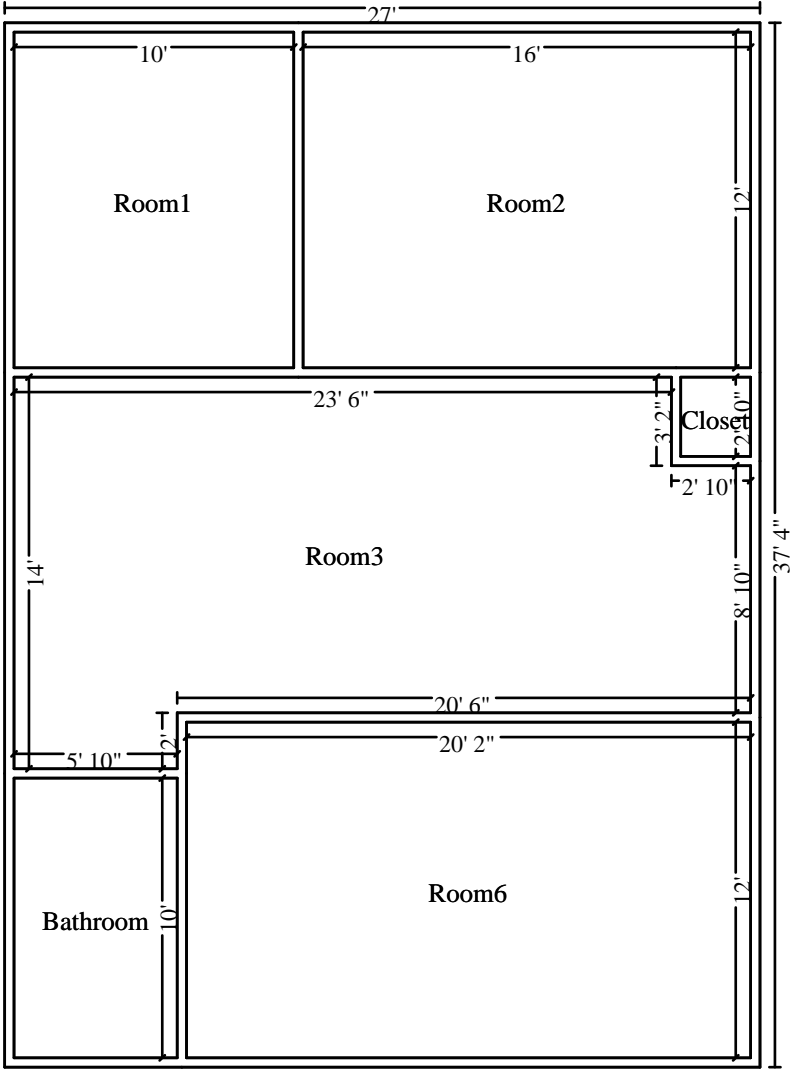 27'
10'
16'
Room1
Room2
12'
23' 6"
3' 2"
Closet
2' 10"
2' 10"
37' 4"
Room3
14'
8' 10"
20' 6"
2'
5' 10"
20' 2"
Room6
12'
Bathroom
10'